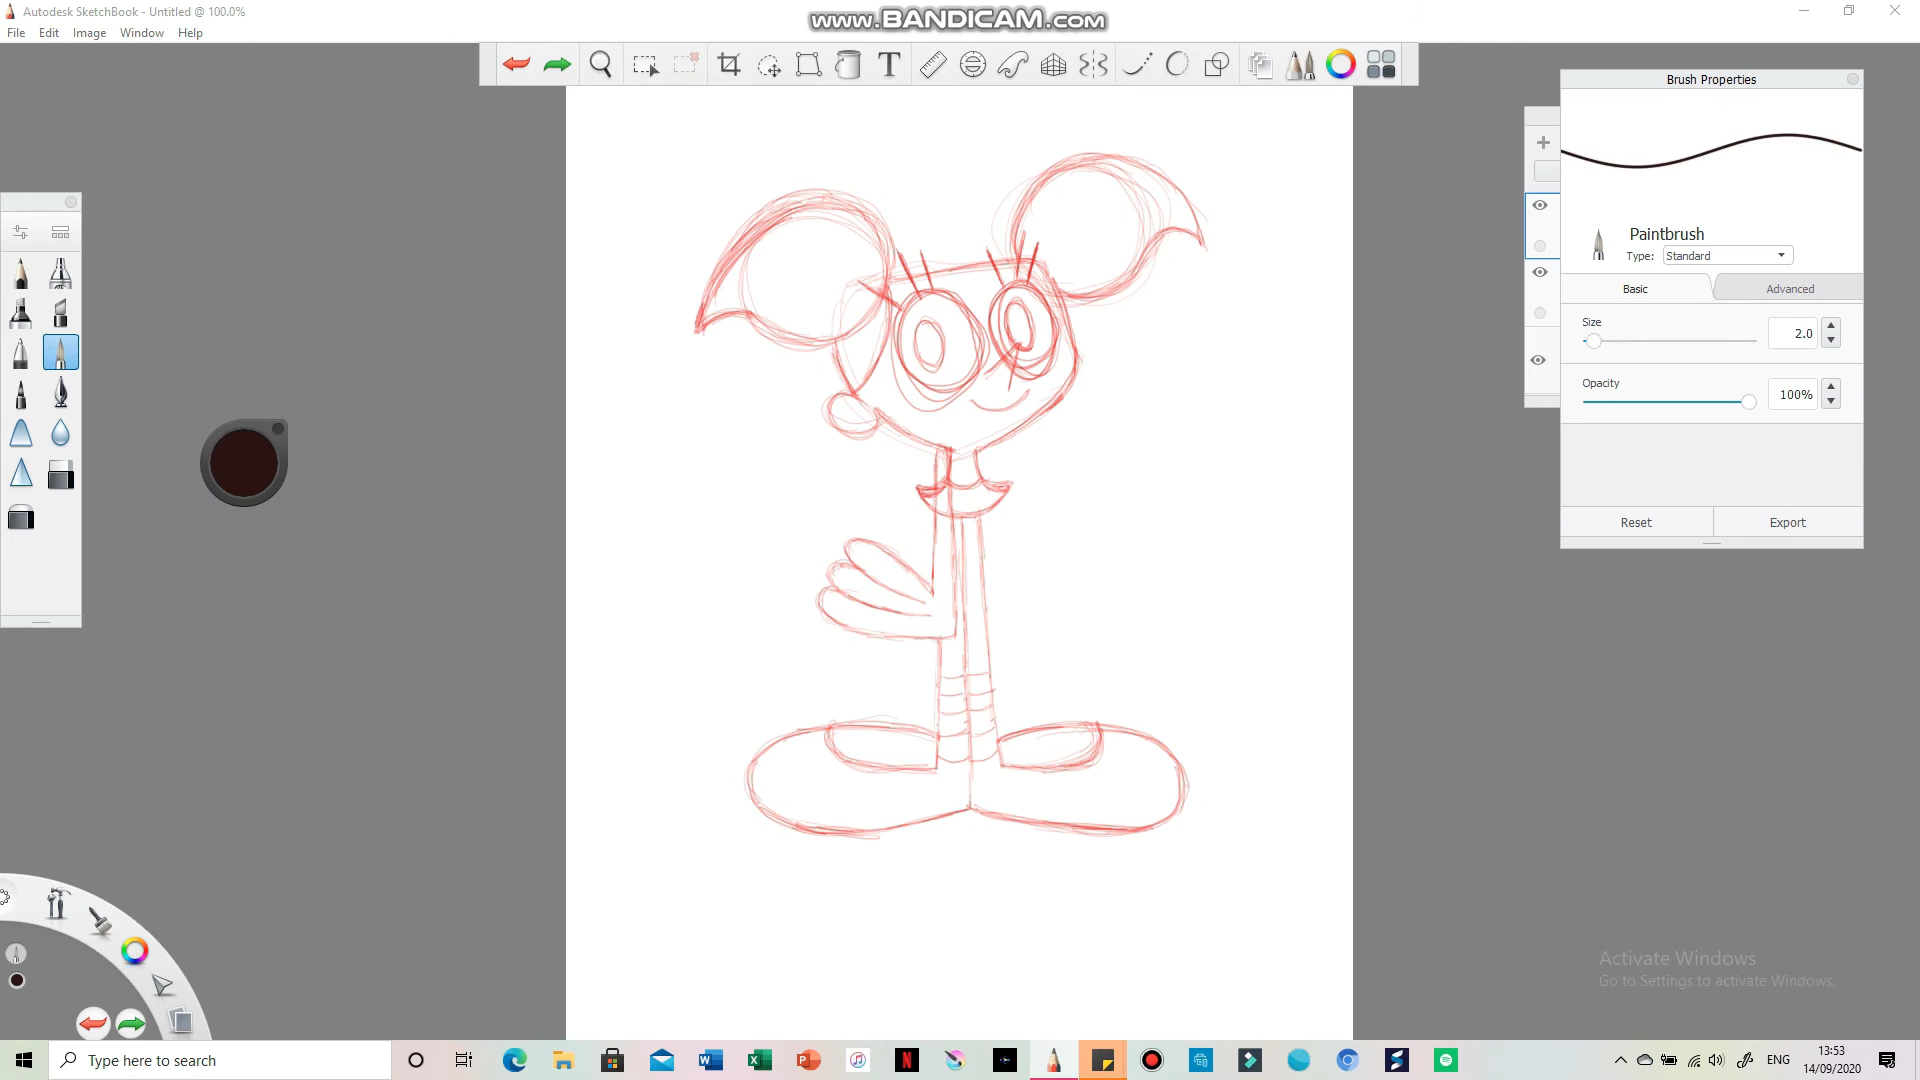 Autodesk SketchBook - Untitled @ 100.0%
www.BANDICAM.com
File Edit Image Window Help
T
Brush Properties
Paintbrush
Type: Standard
Basic Advanced
Size
2.0
Opacity
100%
Reset Export
Activate Windows
Go to Settings to activate Windows.
Type here to search
ENG
13:53
14/09/2020